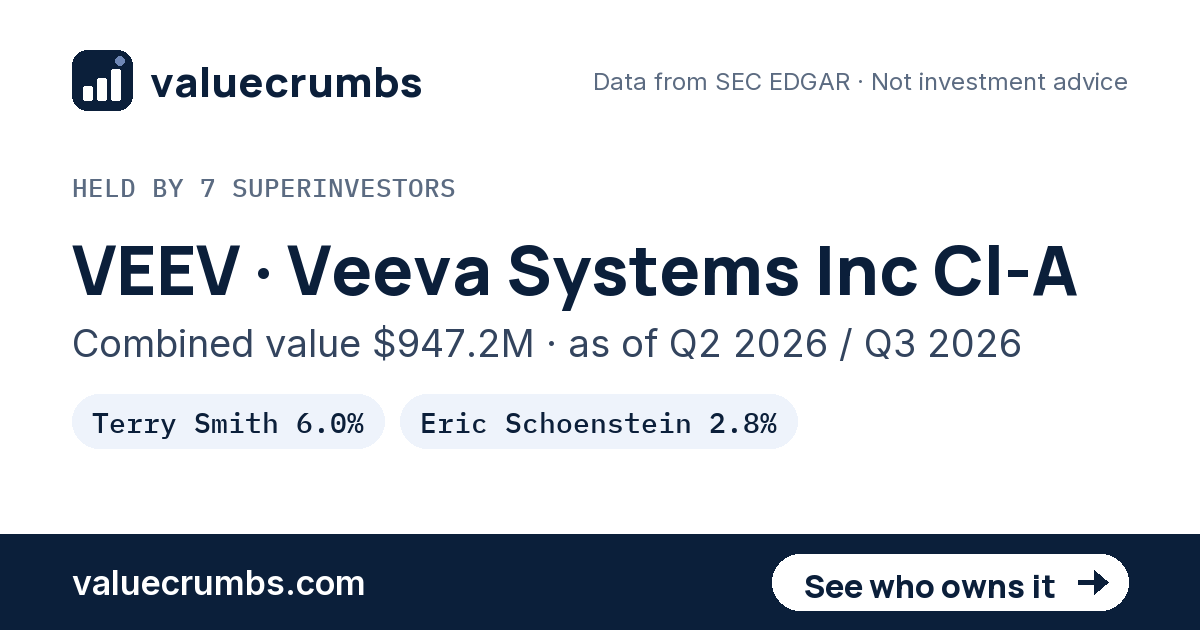 valuecrumbs
Data from SEC EDGAR · Not investment advice
HELD BY 7 SUPERINVESTORS
VEEV · Veeva Systems Inc Cl-A
Combined value $947.2M · as of Q2 2026 / Q3 2026
Terry Smith 6.0%
Eric Schoenstein 2.8%
valuecrumbs.com
See who owns it →